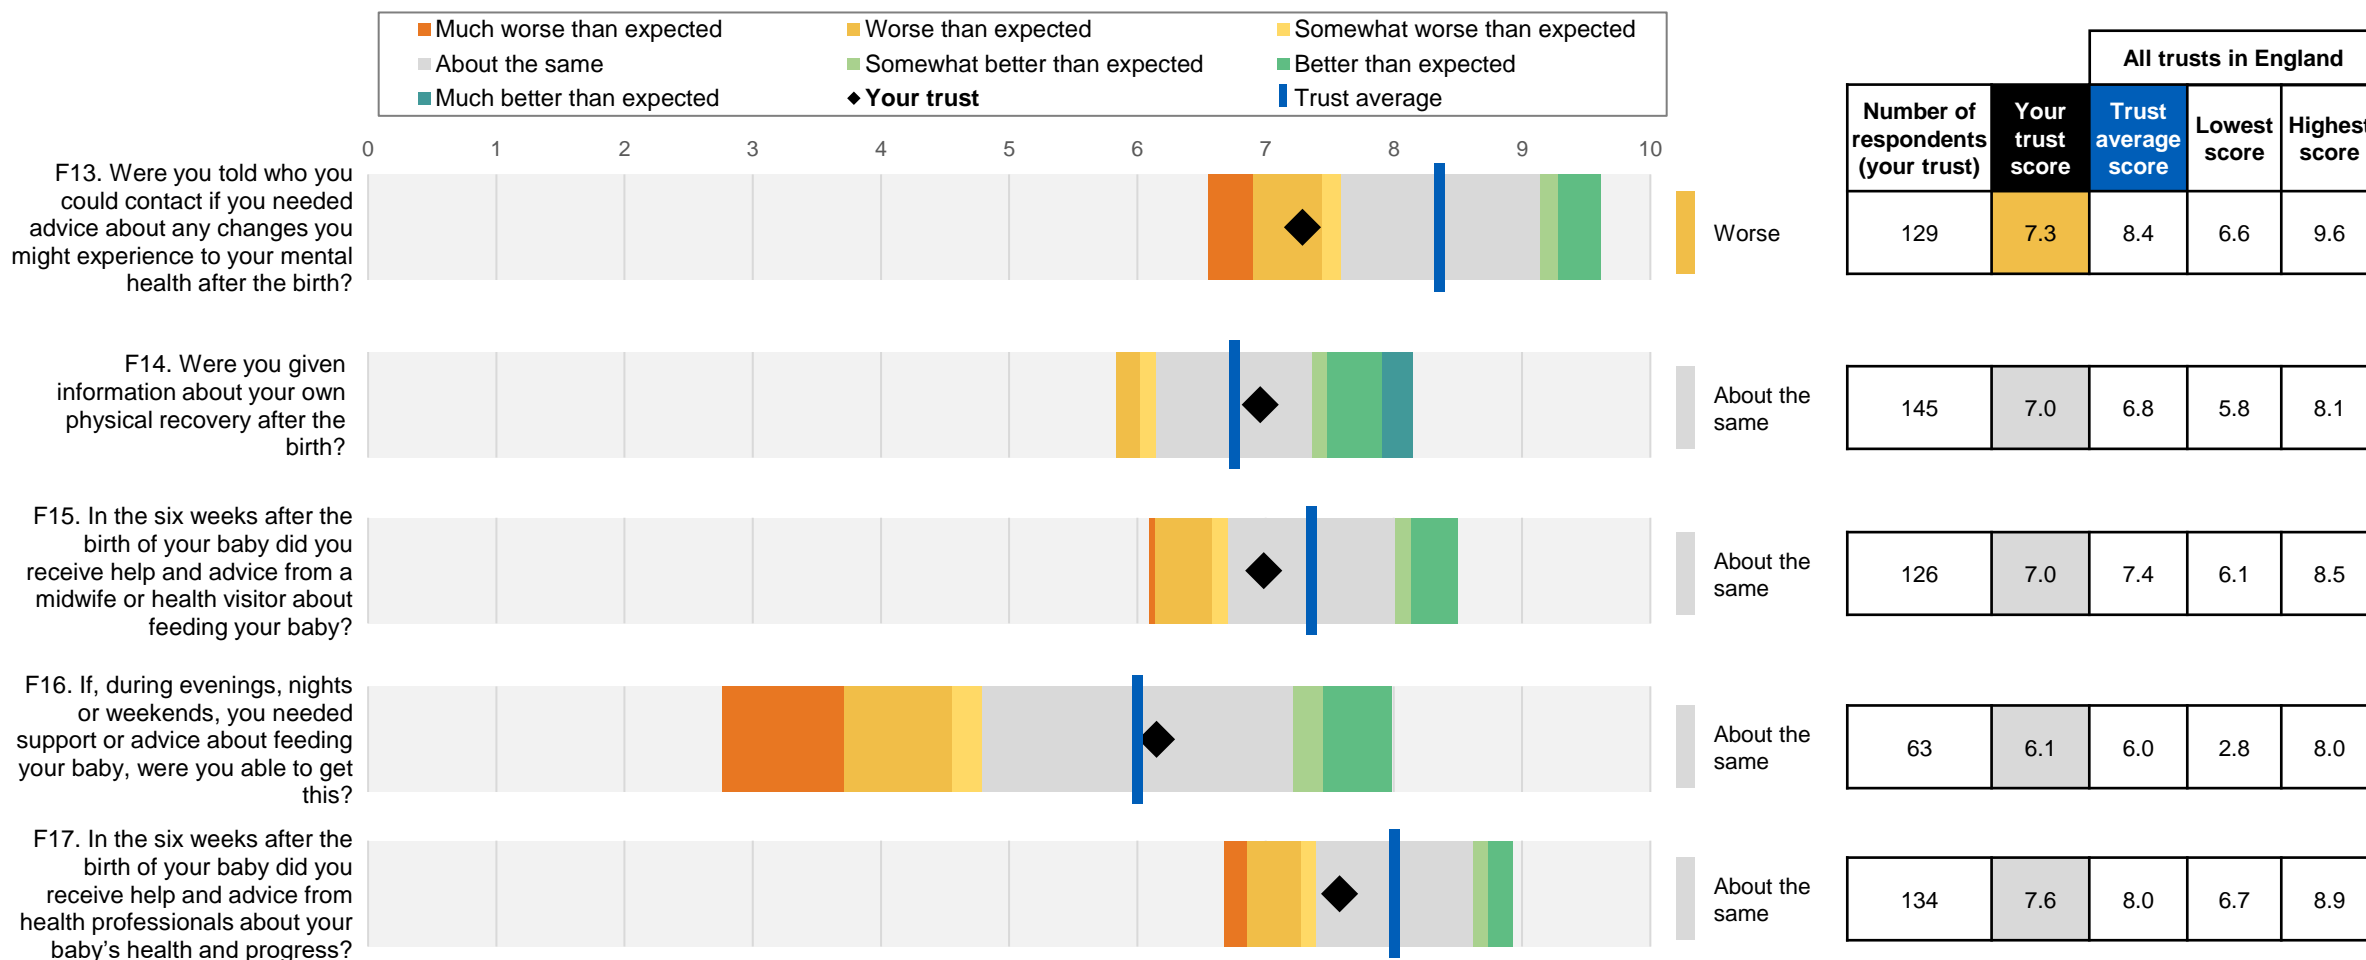 Much worse than expected
Worse than expected
Somewhat worse than expected
About the same
Somewhat better than expected
Better than expected
Much better than expected
Your trust
Trust average
All trusts in England
Number of
respondents
(your trust)
Your
trust
score
Trust
average
score
Lowest
score
Highest
score
0 1 2 3 4 5 6 7 8 9 10
F13. Were you told who you
could contact if you needed
advice about any changes you
might experience to your mental
health after the birth?
Worse
129 7.3 8.4 6.6 9.6
F14. Were you given
information about your own
physical recovery after the
birth?
About the
same
145 7.0 6.8 5.8 8.1
F15. In the six weeks after the
birth of your baby did you
receive help and advice from a
midwife or health visitor about
feeding your baby?
About the
same
126 7.0 7.4 6.1 8.5
F16. If, during evenings, nights
or weekends, you needed
support or advice about feeding
your baby, were you able to get
this?
About the
same
63 6.1 6.0 2.8 8.0
F17. In the six weeks after the
birth of your baby did you
receive help and advice from
health professionals about your
baby's health and progress?
About the
same
134 7.6 8.0 6.7 8.9